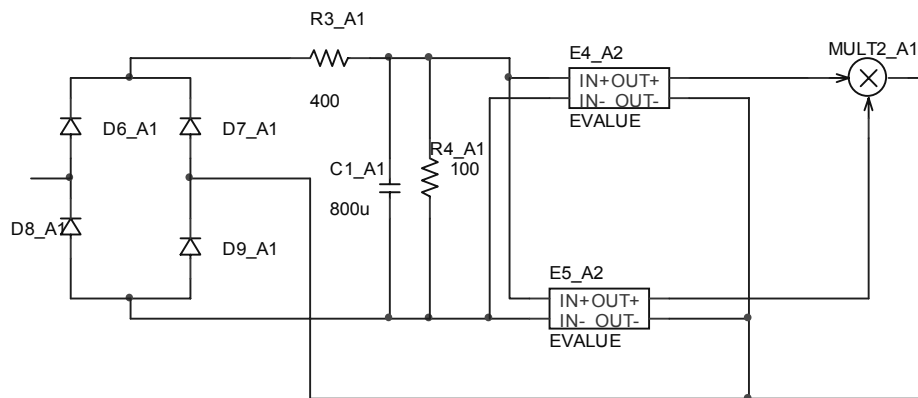 R3_A1
400
E4_A2
IN+OUT+
IN- OUT-
EVALUE
MULT2_A1
D6_A1
D7_A1
R4_A1
100
C1_A1
800u
D8_A1
D9_A1
E5_A2
IN+OUT+
IN- OUT-
EVALUE